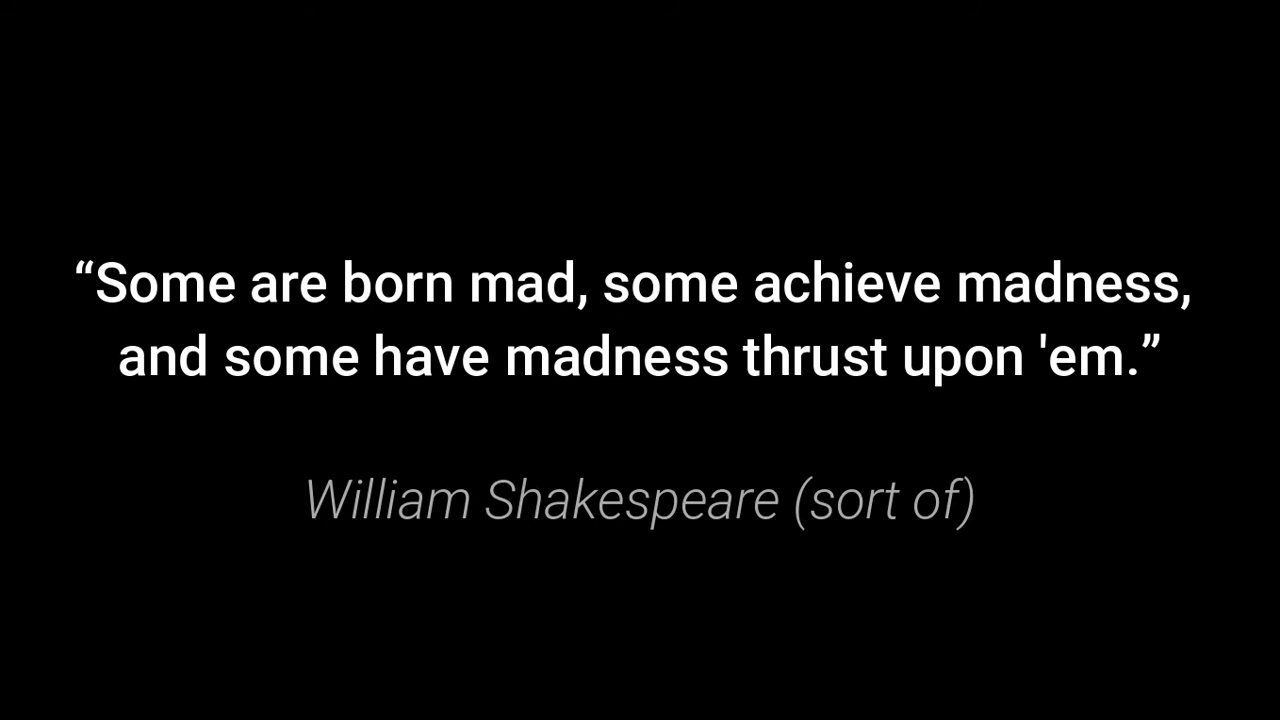 “Some are born mad, some achieve madness,
and some have madness thrust upon 'em.”
William Shakespeare (sort of)